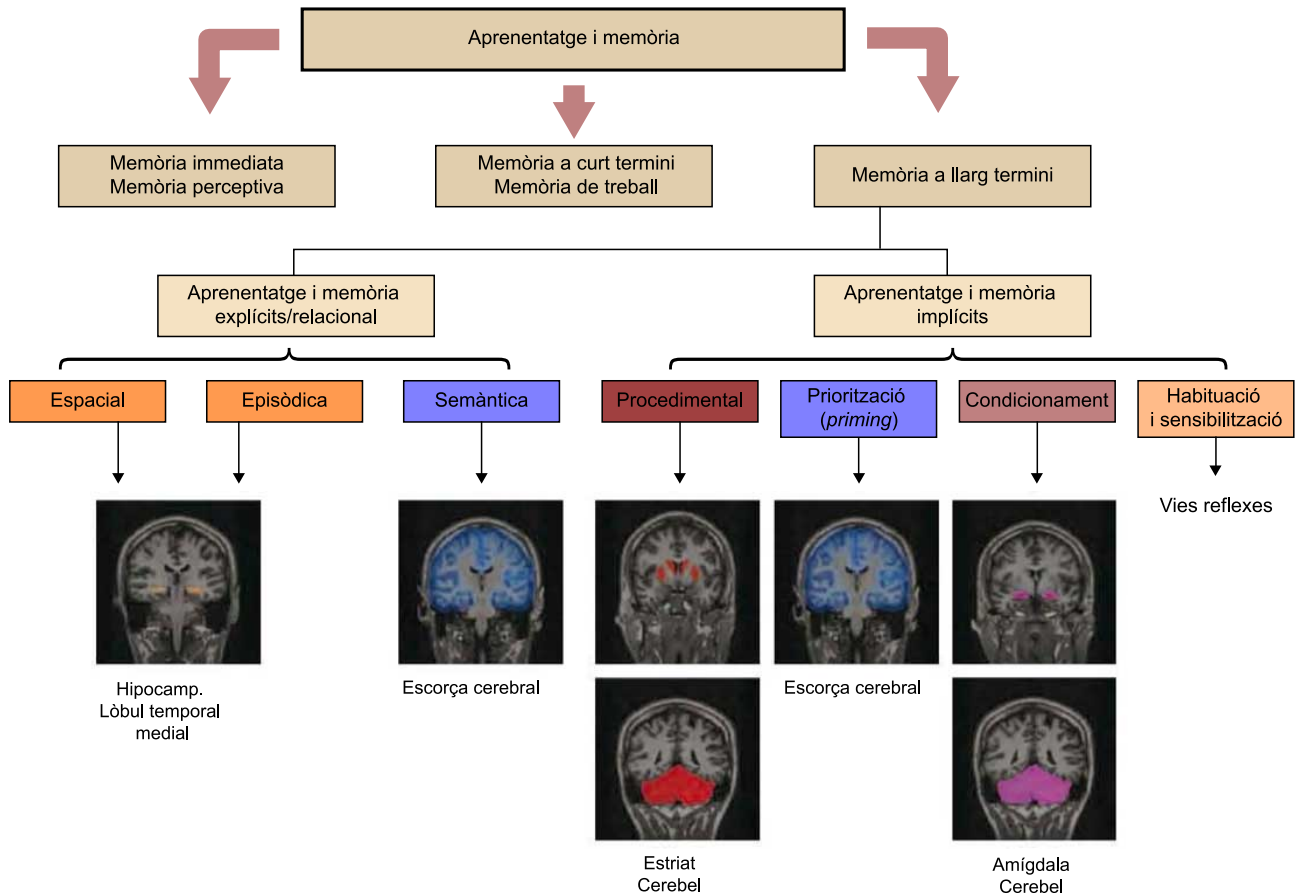 Aprenentatge i memòria
Memòria immediata
Memòria perceptiva
Memòria a curt termini
Memòria de treball
Memòria a llarg termini
Aprenentatge i memòria
explícits/relacional
Aprenentatge i memòria
implícits
Espacial
Episòdica
Semàntica
Procedimental
Priorització
(priming)
Condicionament
Habituació
i sensibilització
Vies reflexes
Hipocamp.
Lòbul temporal
medial
Escorça cerebral
Escorça cerebral
Estriat
Cerebel
Amígdala
Cerebel